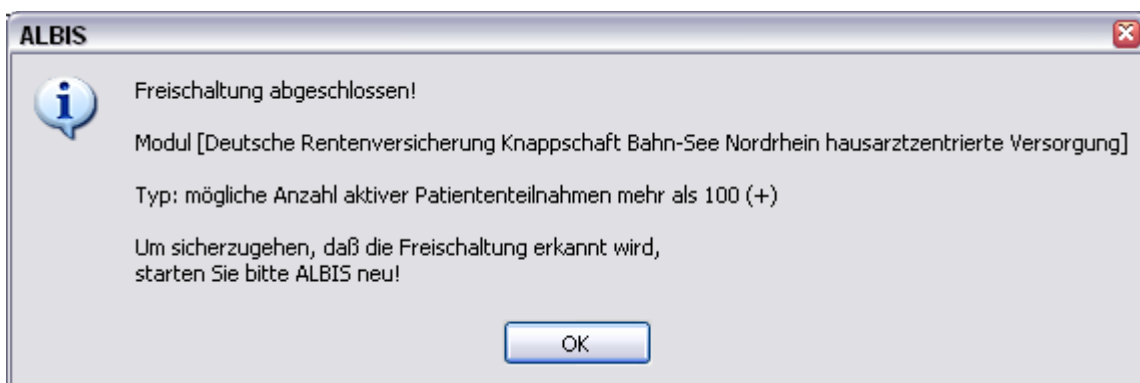 ALBIS
Freischaltung abgeschlossen!
Modul [Deutsche Rentenversicherung Knappschaft Bahn-See Nordrhein hausarztzentrierte Versorgung]
Typ: mögliche Anzahl aktiver Patiententeilnahmen mehr als 100 (+)
Um sicherzugehen, daß die Freischaltung erkannt wird,
starten Sie bitte ALBIS neu!
OK